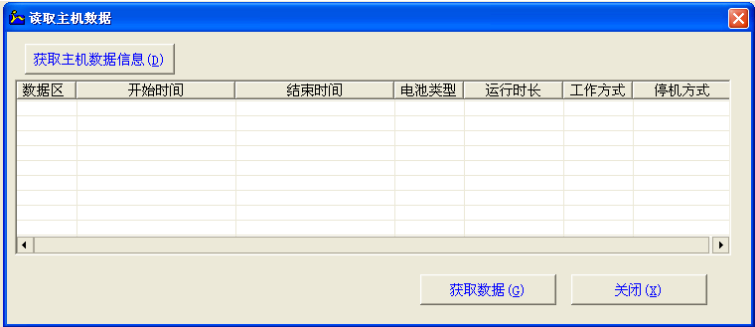 读取主机数据
获取主机数据信息(D)
数据区 开始时间 结束时间 电池类型 运行时长 工作方式 停机方式
获取数据(G) 关闭(X)